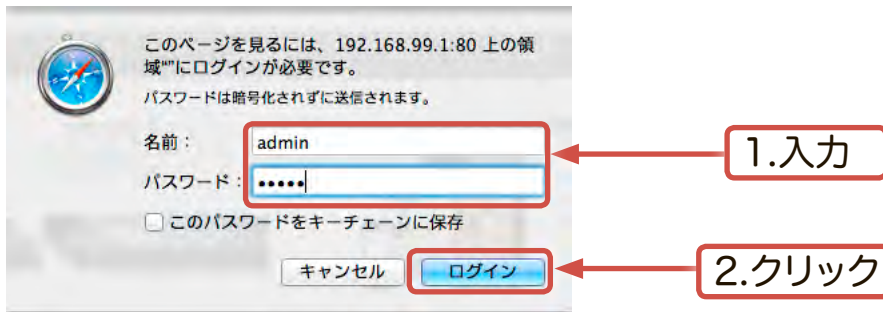 このページを見るには、192.168.99.1:80 上の領
域“”にログインが必要です。
パスワードは暗号化されずに送信されます。
名前：
admin
1.入力
パスワード：
•••••
このパスワードをキーチェーンに保存
キャンセル
ログイン
2.クリック